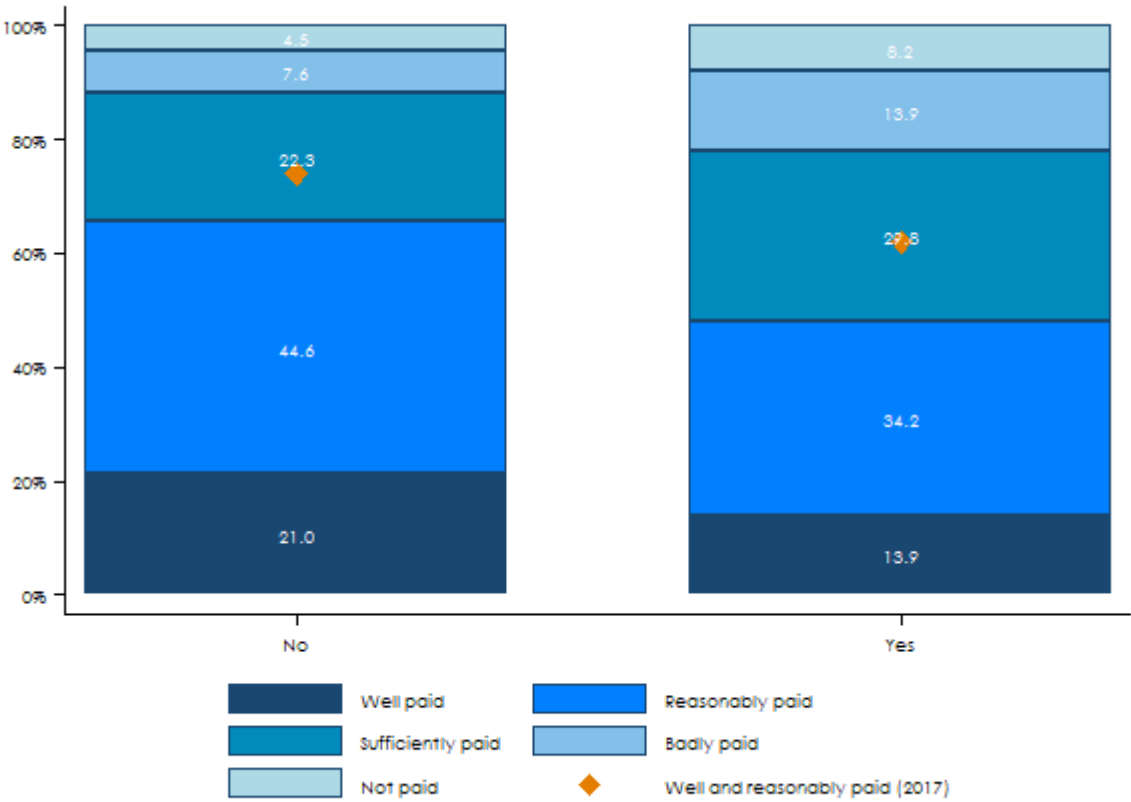 100%
80%
60%
40%
20%
0%
4.5
7.6
22.3
44.6
21.0
8.2
13.9
29.8
34.2
13.9
No
Yes
Well paid
Reasonably paid
Sufficiently paid
Badly paid
Not paid
Well and reasonably paid (2017)